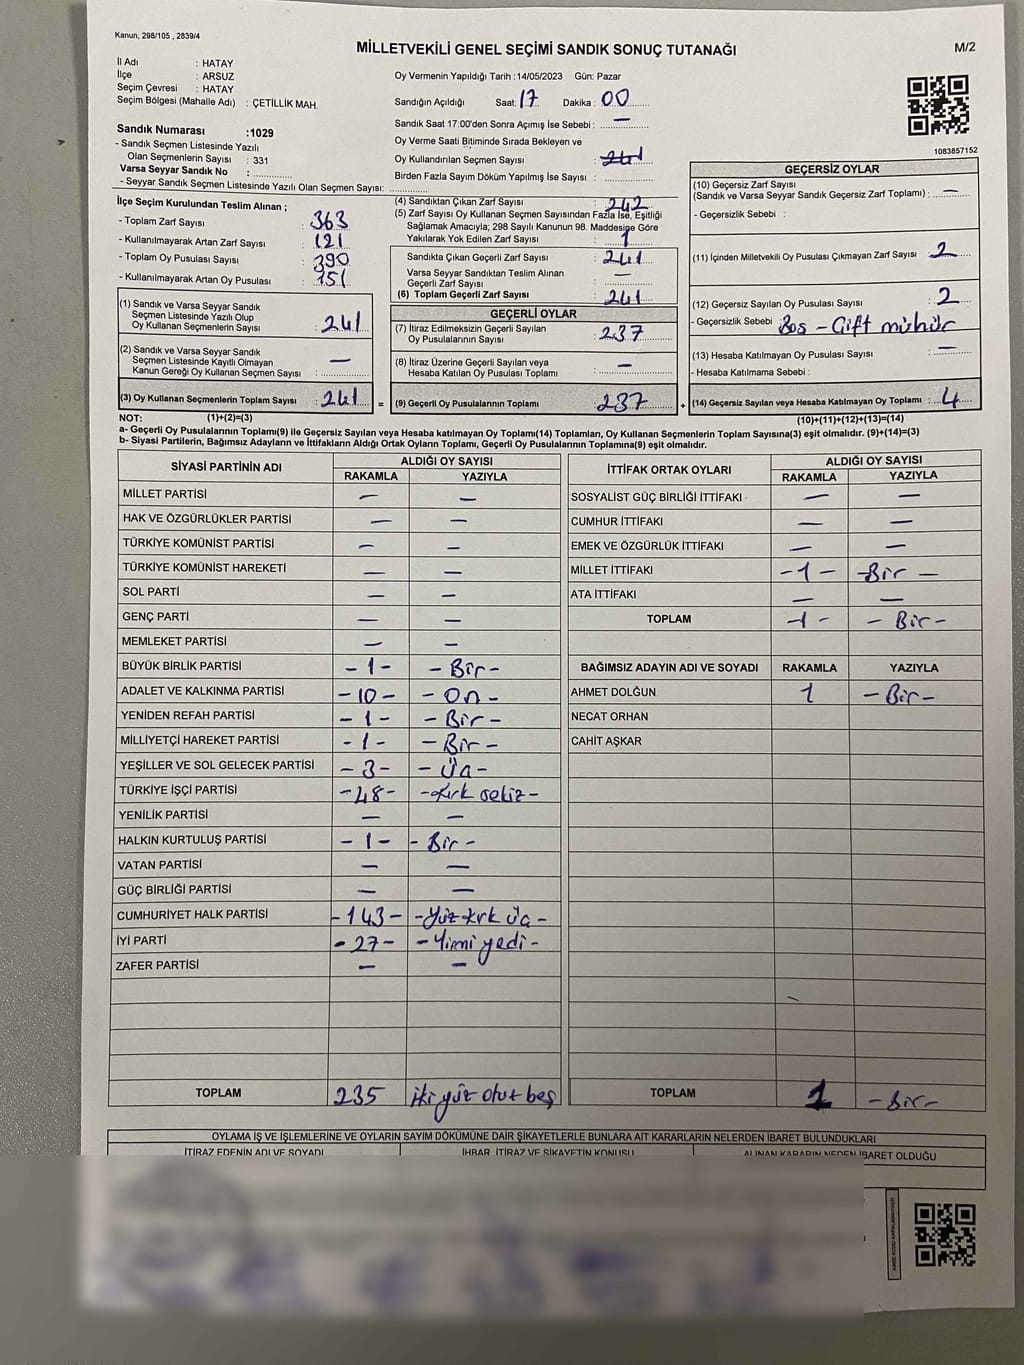 Kanun, 298/105 , 2839/4
MİLLETVEKİLİ GENEL SEÇİMİ SANDIK SONUÇ TUTANAĞI
M/2
İl Adı : HATAY
İlçe : ARSUZ
Seçim Çevresi : HATAY
Seçim Bölgesi (Mahalle Adı) : ÇETİLLİK MAH.
Sandık Numarası :1029
- Sandık Seçmen Listesinde Yazılı
Olan Seçmenlerin Sayısı : 331
Varsa Seyyar Sandık No :
- Seyyar Sandık Seçmen Listesinde Yazılı Olan Seçmen Sayısı:
Oy Vermenin Yapıldığı Tarih :14/05/2023 Gün: Pazar
Sandığın Açıldığı Saat: 17 Dakika : 00
Sandık Saat 17:00'den Sonra Açımış İse Sebebi : —
Oy Verme Saati Bitiminde Sırada Bekleyen ve
Oy Kullandırılan Seçmen Sayısı : 241
Birden Fazla Sayım Döküm Yapılmış İse Sayısı :
1083857152
İlçe Seçim Kurulundan Teslim Alınan ;
- Toplam Zarf Sayısı : 363
- Kullanılmayarak Artan Zarf Sayısı : 121
- Toplam Oy Pusulası Sayısı : 390
- Kullanılmayarak Artan Oy Pusulası : 151
(1) Sandık ve Varsa Seyyar Sandık
Seçmen Listesinde Yazılı Olup
Oy Kullanan Seçmenlerin Sayısı : 241
(2) Sandık ve Varsa Seyyar Sandık
Seçmen Listesinde Kayıtlı Olmayan
Kanun Gereği Oy Kullanan Seçmen Sayısı : —
(3) Oy Kullanan Seçmenlerin Toplam Sayısı : 241 =
(4) Sandıktan Çıkan Zarf Sayısı : 242
(5) Zarf Sayısı Oy Kullanan Seçmen Sayısından Fazla İse, Eşitliği
Sağlamak Amacıyla; 298 Sayılı Kanunun 98. Maddesine Göre
Yakılarak Yok Edilen Zarf Sayısı : 1
Sandıkta Çıkan Geçerli Zarf Sayısı : 241
Varsa Seyyar Sandıktan Teslim Alınan
Geçerli Zarf Sayısı : —
(6) Toplam Geçerli Zarf Sayısı : 241
GEÇERLİ OYLAR
(7) İtiraz Edilmeksizin Geçerli Sayılan
Oy Pusulalarının Sayısı : 237
(8) İtiraz Üzerine Geçerli Sayılan veya
Hesaba Katılan Oy Pusulası Toplamı : —
(9) Geçerli Oy Pusulalarının Toplamı : 237 +
GEÇERSİZ OYLAR
(10) Geçersiz Zarf Sayısı
(Sandık ve Varsa Seyyar Sandık Geçersiz Zarf Toplamı) : —
- Geçersizlik Sebebi :
(11) İçinden Milletvekili Oy Pusulası Çıkmayan Zarf Sayısı : 2
(12) Geçersiz Sayılan Oy Pusulası Sayısı : 2
- Geçersizlik Sebebi : Boş - Çift mühür
(13) Hesaba Katılmayan Oy Pusulası Sayısı : —
- Hesaba Katılmama Sebebi :
(14) Geçersiz Sayılan veya Hesaba Katılmayan Oy Toplamı : 4
NOT: (1)+(2)=(3) (10)+(11)+(12)+(13)=(14)
a- Geçerli Oy Pusulalarının Toplamı(9) ile Geçersiz Sayılan veya Hesaba katılmayan Oy Toplamı(14) Toplamları, Oy Kullanan Seçmenlerin Toplam Sayısına(3) eşit olmalıdır. (9)+(14)=(3)
b- Siyasi Partilerin, Bağımsız Adayların ve İttifakların Aldığı Ortak Oyların Toplamı, Geçerli Oy Pusulalarının Toplamına(9) eşit olmalıdır.
SİYASİ PARTİNİN ADI ALDIĞI OY SAYISI
RAKAMLA YAZIYLA
MİLLET PARTİSİ — —
HAK VE ÖZGÜRLÜKLER PARTİSİ — —
TÜRKİYE KOMÜNİST PARTİSİ — —
TÜRKİYE KOMÜNİST HAREKETİ — —
SOL PARTİ — —
GENÇ PARTİ — —
MEMLEKET PARTİSİ — —
BÜYÜK BİRLİK PARTİSİ -1- -Bir-
ADALET VE KALKINMA PARTİSİ -10- -On-
YENİDEN REFAH PARTİSİ -1- -Bir-
MİLLİYETÇİ HAREKET PARTİSİ -1- -Bir-
YEŞİLLER VE SOL GELECEK PARTİSİ -3- -Üç-
TÜRKİYE İŞÇİ PARTİSİ -48- -Kırk sekiz-
YENİLİK PARTİSİ — —
HALKIN KURTULUŞ PARTİSİ -1- -Bir-
VATAN PARTİSİ — —
GÜÇ BİRLİĞİ PARTİSİ — —
CUMHURİYET HALK PARTİSİ -143- -Yüz kırk üç-
İYİ PARTİ -27- -Yirmi yedi-
ZAFER PARTİSİ — —
TOPLAM 235 iki yüz otuz beş
İTTİFAK ORTAK OYLARI ALDIĞI OY SAYISI
RAKAMLA YAZIYLA
SOSYALİST GÜÇ BİRLİĞİ İTTİFAKI — —
CUMHUR İTTİFAKI — —
EMEK VE ÖZGÜRLÜK İTTİFAKI — —
MİLLET İTTİFAKI -1- -Bir-
ATA İTTİFAKI — —
TOPLAM -1- -Bir-
BAĞIMSIZ ADAYIN ADI VE SOYADI RAKAMLA YAZIYLA
AHMET DOLĞUN 1 -Bir-
NECAT ORHAN
CAHİT AŞKAR
TOPLAM 1 -Bir-
OYLAMA İŞ VE İŞLEMLERİNE VE OYLARIN SAYIM DÖKÜMÜNE DAİR ŞİKAYETLERLE BUNLARA AİT KARARLARIN NELERDEN İBARET BULUNDUKLARI
İTİRAZ EDENİN ADI VE SOYADI İHBAR, İTİRAZ VE ŞİKAYETİN KONUSU ALINAN KARARIN NEDEN İBARET OLDUĞU